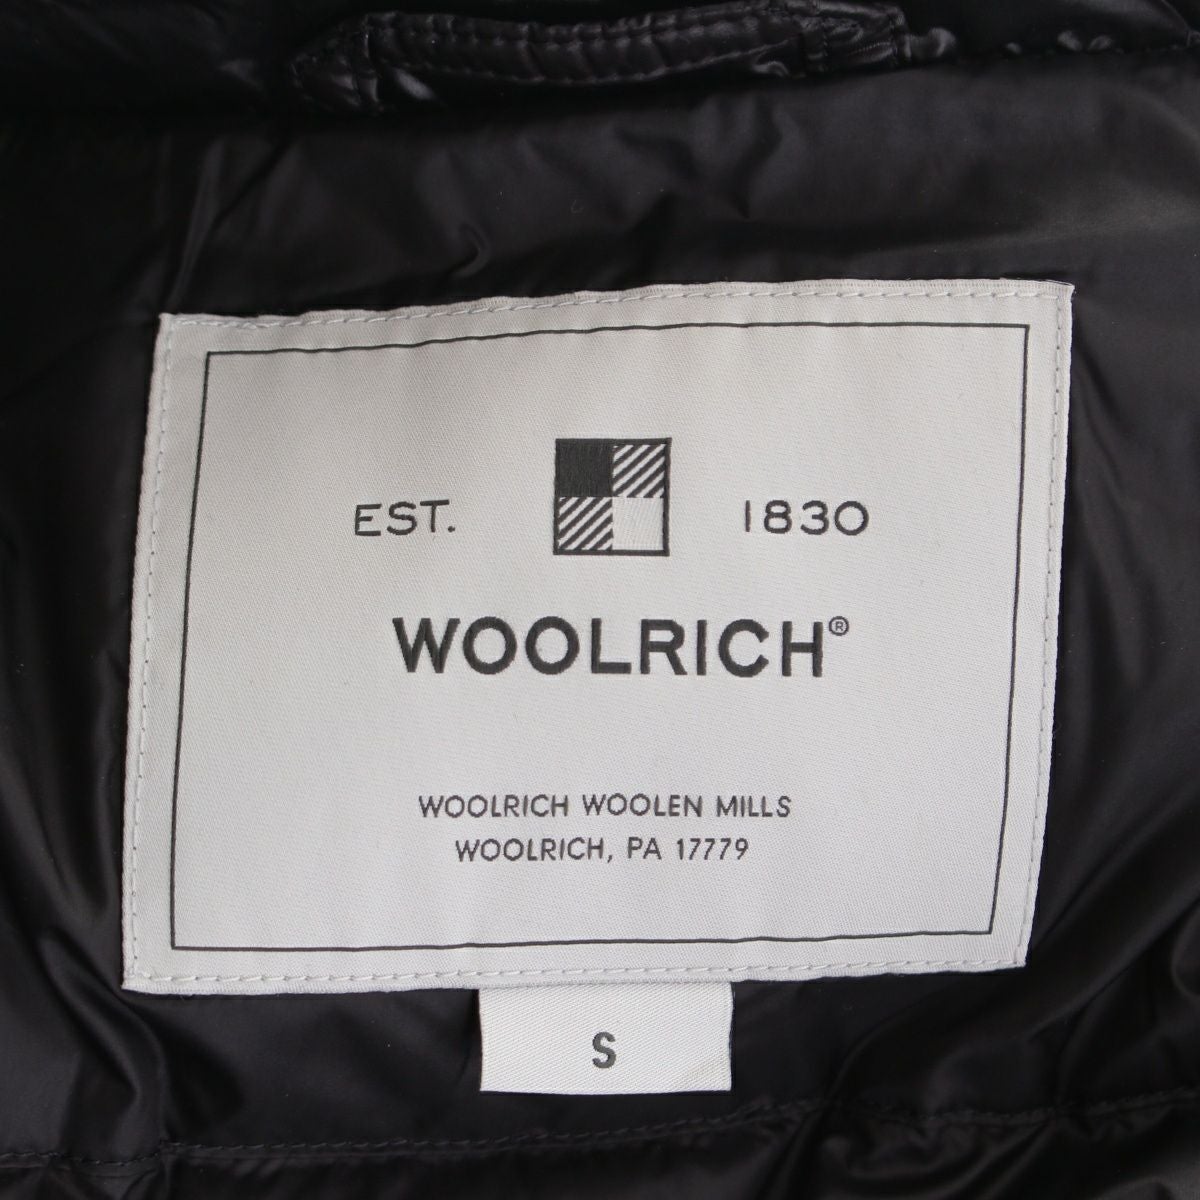 EST. 1830
WOOLRICH®
WOOLRICH WOOLEN MILLS
WOOLRICH, PA 17779
S